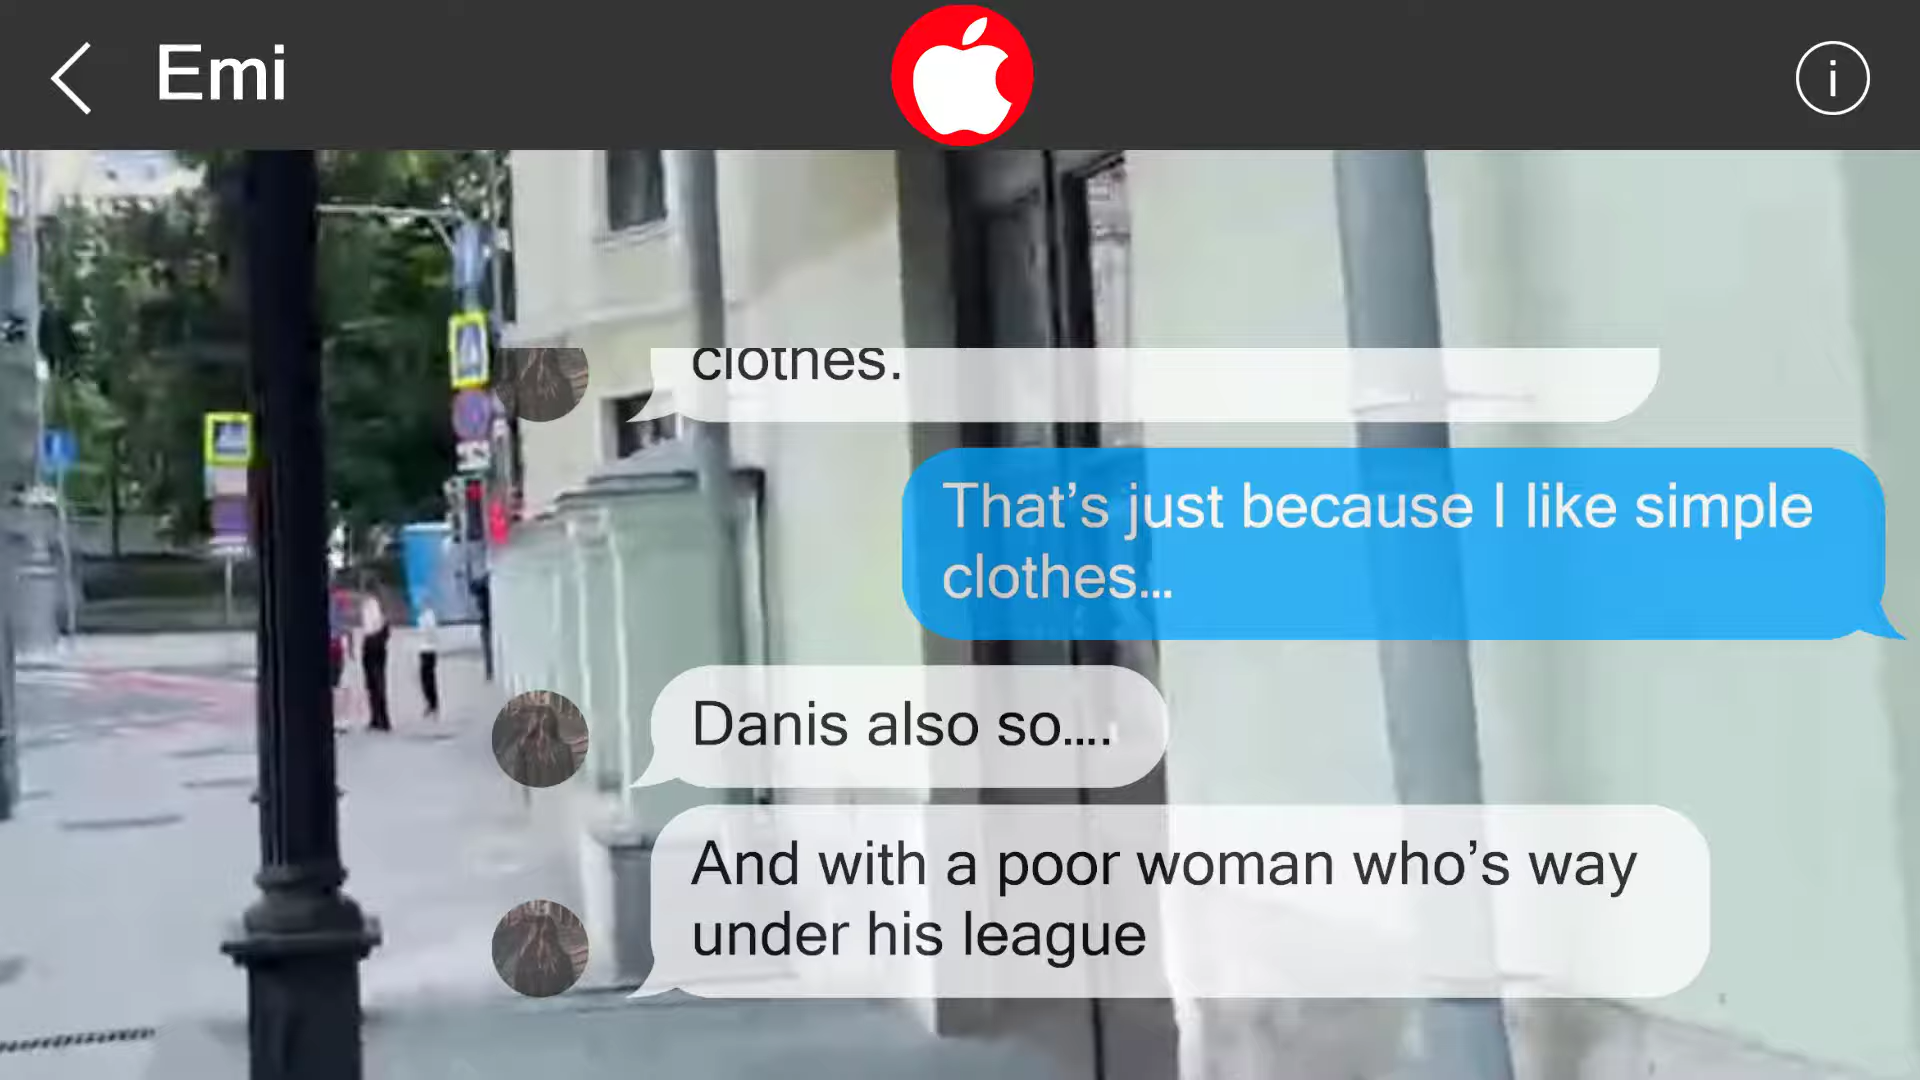 Emi
clothes.
That’s just because I like simple
clothes...
Danis also so....
And with a poor woman who’s way
under his league